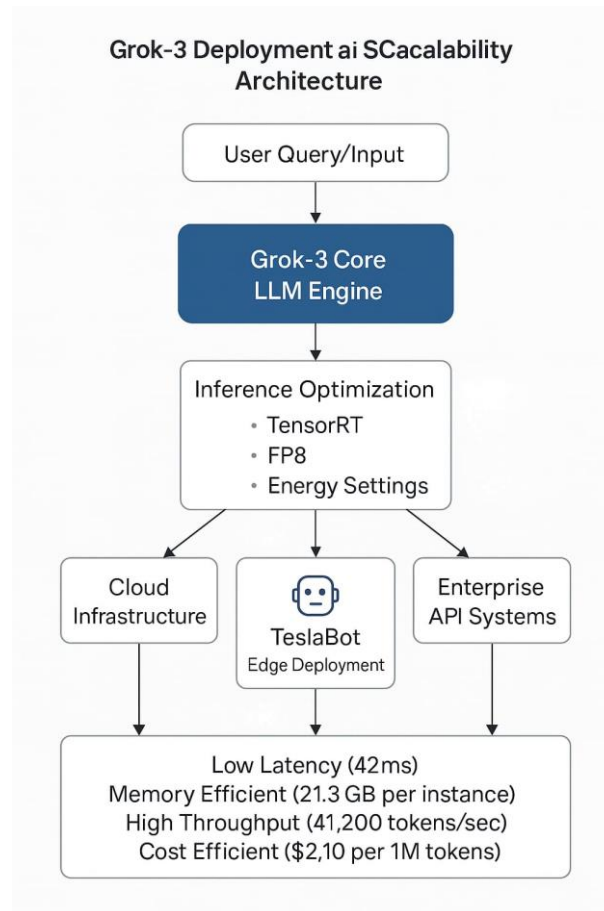 Grok-3 Deployment ai SCacalability
Architecture
User Query/Input
Grok-3 Core
LLM Engine
Inference Optimization
• TensorRT
• FP8
• Energy Settings
Cloud
Infrastructure
TeslaBot
Edge Deployment
Enterprise
API Systems
Low Latency (42ms)
Memory Efficient (21.3 GB per instance)
High Throughput (41,200 tokens/sec)
Cost Efficient ($2,10 per 1M tokens)